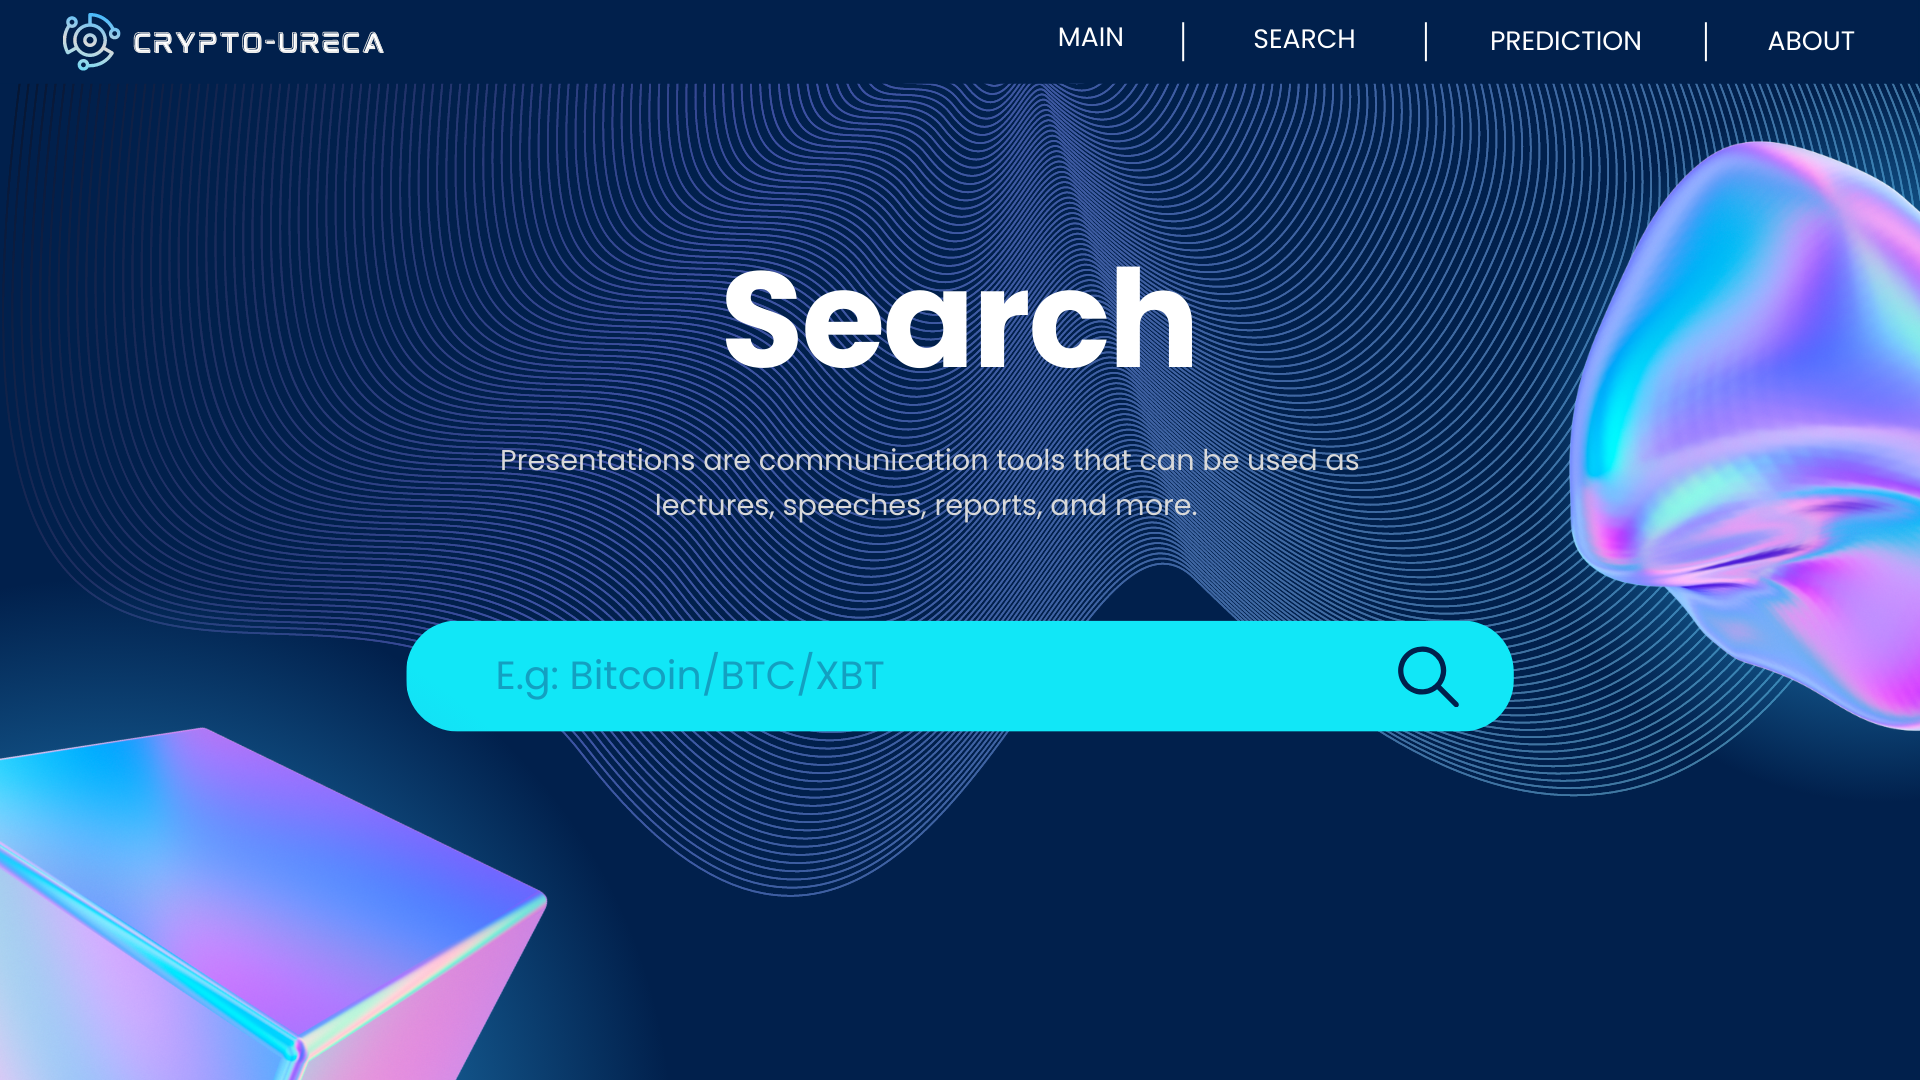 CRYPTO-URECA
MAIN
SEARCH
PREDICTION
ABOUT
Search
Presentations are communication tools that can be used as
lectures, speeches, reports, and more.
E.g: Bitcoin/BTC/XBT